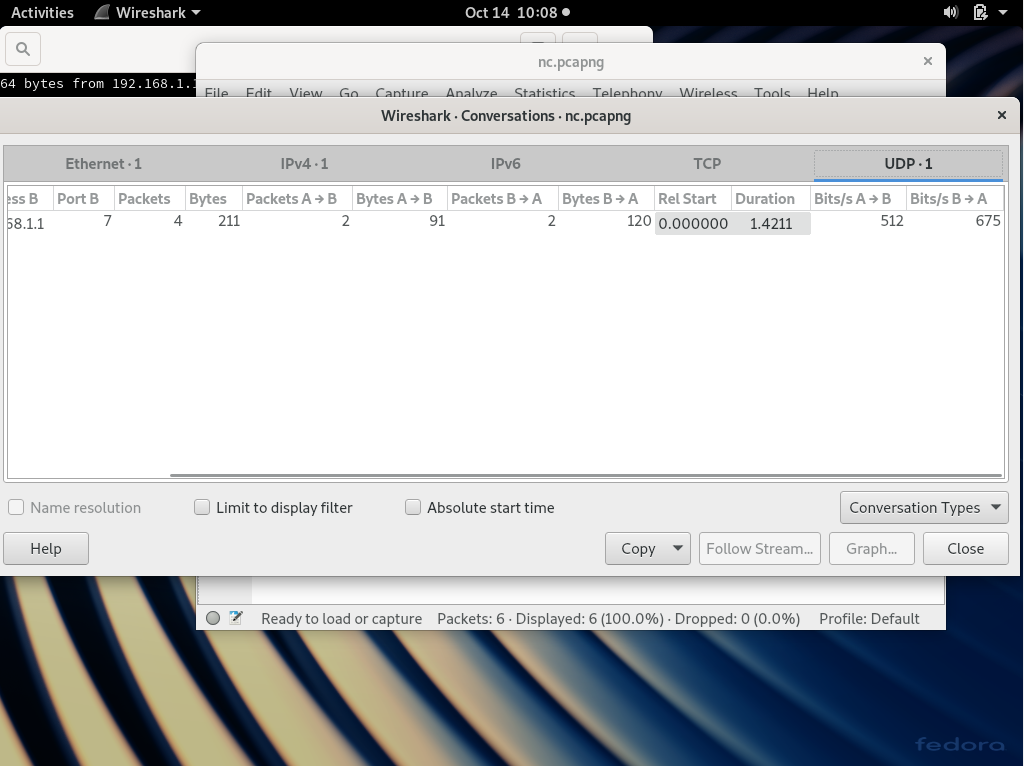 Activities Wireshark Oct 14 10:08
64 bytes from 192.168.1.1
nc.pcapng
File Edit View Go Capture Analyze Statistics Telephony Wireless Tools Help
Wireshark · Conversations · nc.pcapng
Ethernet · 1 IPv4 · 1 IPv6 TCP UDP · 1
ess B Port B Packets Bytes Packets A → B Bytes A → B Packets B → A Bytes B → A Rel Start Duration Bits/s A → B Bits/s B → A
68.1.1 7 4 211 2 91 2 120 0.000000 1.4211 512 675
Name resolution Limit to display filter Absolute start time Conversation Types
Help Copy Follow Stream... Graph... Close
Ready to load or capture Packets: 6 · Displayed: 6 (100.0%) · Dropped: 0 (0.0%) Profile: Default
fedora